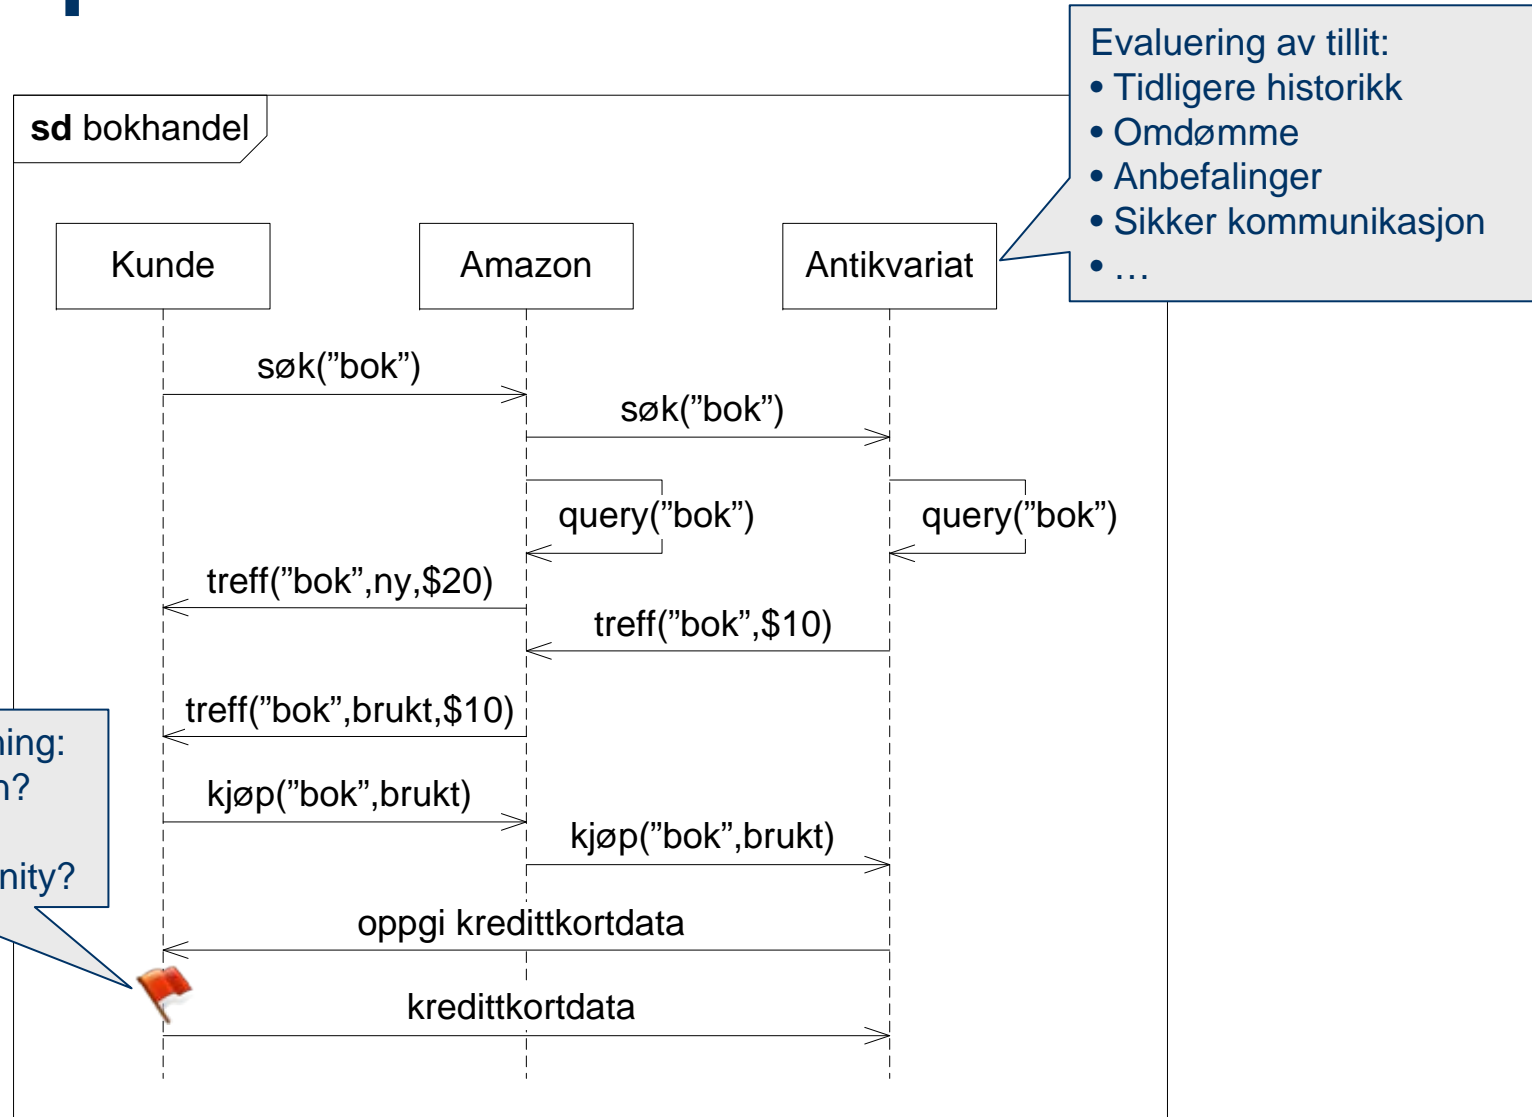 Evaluering av tillit:
• Tidligere historikk
• Omdømme
• Anbefalinger
• Sikker kommunikasjon
• …
sd bokhandel
Kunde
Amazon
Antikvariat
søk(”bok”)
søk(”bok”)
query(”bok”)
query(”bok”)
treff(”bok”,ny,$20)
treff(”bok”,$10)
treff(”bok”,brukt,$10)
kjøp(”bok”,brukt)
kjøp(”bok”,brukt)
oppgi kredittkortdata
kredittkortdata